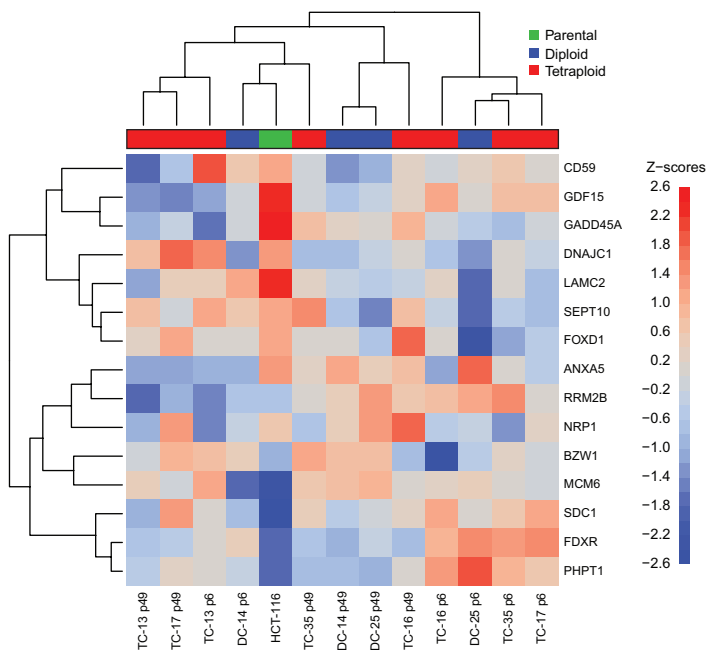 Parental
Diploid
Tetraploid
CD59
GDF15
GADD45A
DNAJC1
LAMC2
SEPT10
FOXD1
ANXA5
RRM2B
NRP1
BZW1
MCM6
SDC1
FDXR
PHPT1
Z-scores
2.6
2.2
1.8
1.4
1.0
0.6
0.2
−0.2
−0.6
−1.0
−1.4
−1.8
−2.2
−2.6
TC-13 p49
TC-17 p49
TC-13 p6
DC-14 p6
HCT-116
TC-35 p49
DC-14 p49
DC-25 p49
TC-16 p49
TC-16 p6
DC-25 p6
TC-35 p6
TC-17 p6